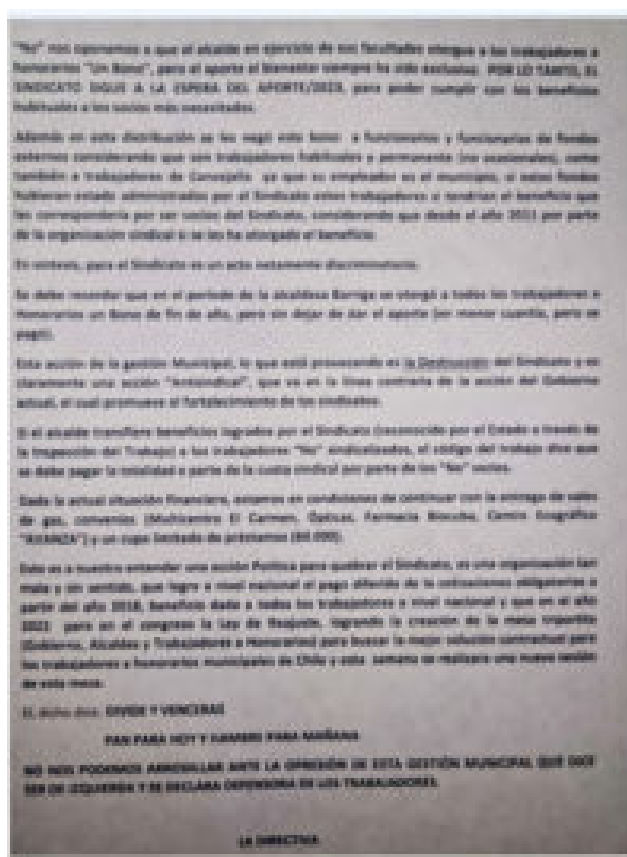 "No" nos oponemos a que el alcalde en ejercicio de sus facultades otorgue a los trabajadores a
honorarios "Un Bono", pero el aporte al bienestar siempre ha sido exclusivo. POR LO TANTO, EL
SINDICATO SIGUE A LA ESPERA DEL APORTE/2023, para poder cumplir con los beneficios
habituales a los socios más necesitados.
Además en esta distribución se les negó este bono a funcionarios y funcionarias de fondos
externos considerando que son trabajadores habituales y permanente (no ocasionales), como
también a trabajadores de Concejalía ya que su empleador es el municipio, si estos fondos
hubieran estado administrados por el Sindicato estos trabajadores si tendrían el beneficio que
les correspondería por ser socios del Sindicato, considerando que desde el año 2011 por parte
de la organización sindical si se les ha otorgado el beneficio.
En síntesis, para el Sindicato es un acto netamente discriminatorio.
Se debe recordar que en el periodo de la alcaldesa Barriga se otorgó a todos los trabajadores a
Honorarios un Bono de fin de año, pero sin dejar de dar el aporte (en menor cuantía, pero se
pagó).
Esta acción de la gestión Municipal, lo que está provocando es la Destrucción del Sindicato y es
claramente una acción "Antisindical", que va en la línea contraria de la acción del Gobierno
actual, el cual promueve el fortalecimiento de los sindicatos.
Si el alcalde transfiere beneficios logrados por el Sindicato (reconocido por el Estado a través de
la Inspección del Trabajo) a los trabajadores "No" sindicalizados, el código del trabajo dice que
se debe pagar la totalidad o parte de la cuota sindical por parte de los "No" socios.
Dada la actual situación financiera, estamos en condiciones de continuar con la entrega de vales
de gas, convenios (Multicentro El Carmen, Ópticas, Farmacia Biocuba, Centro Ecográfico
"AVANZA") y un cupo limitado de préstamos
Esto es a nuestro entender una acción Política para quebrar el Sindicato, es una organización tan
mala y sin sentido, que logro a nivel nacional el pago diferido de la cotizaciones obligatorias a
partir del año 2018, beneficio dado a todos los trabajadores a nivel nacional y que en el año
paro en el congreso la Ley de Reajuste, logrando la creación de la mesa tripartita
(Gobierno, Alcaldes y Trabajadores a Honorarios) para buscar la mejor solución contractual para
los trabajadores a honorarios municipales de Chile y esta semana se realizara una nueva sesión
de esta mesa.
EL dicho dice: DIVIDE Y VENCERAS
PAN PARA HOY Y HAMBRE PARA MAÑANA
NO NOS PODEMOS ARRODILLAR ANTE LA OPRESIÓN DE ESTA GESTIÓN MUNICIPAL QUE DICE
SER DE IZQUIERDA Y SE DECLARA DEFENSORA DE LOS TRABAJADORES.
LA DIRECTIVA